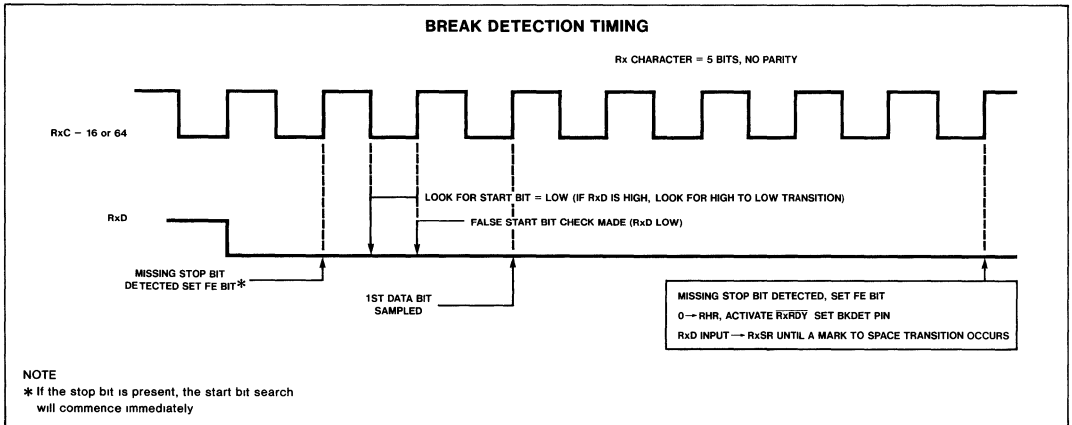 BREAK DETECTION TIMING
Rx CHARACTER = 5 BITS, NO PARITY
RxC – 16 or 64
LOOK FOR START BIT = LOW (IF RxD IS HIGH, LOOK FOR HIGH TO LOW TRANSITION)
RxD
FALSE START BIT CHECK MADE (RxD LOW)
MISSING STOP BIT
DETECTED SET FE BIT*
1ST DATA BIT
SAMPLED
MISSING STOP BIT DETECTED, SET FE BIT
0→RHR, ACTIVATE R̅x̅R̅D̅Y̅ SET BKDET PIN
RxD INPUT → RxSR UNTIL A MARK TO SPACE TRANSITION OCCURS
NOTE
* If the stop bit is present, the start bit search
will commence immediately